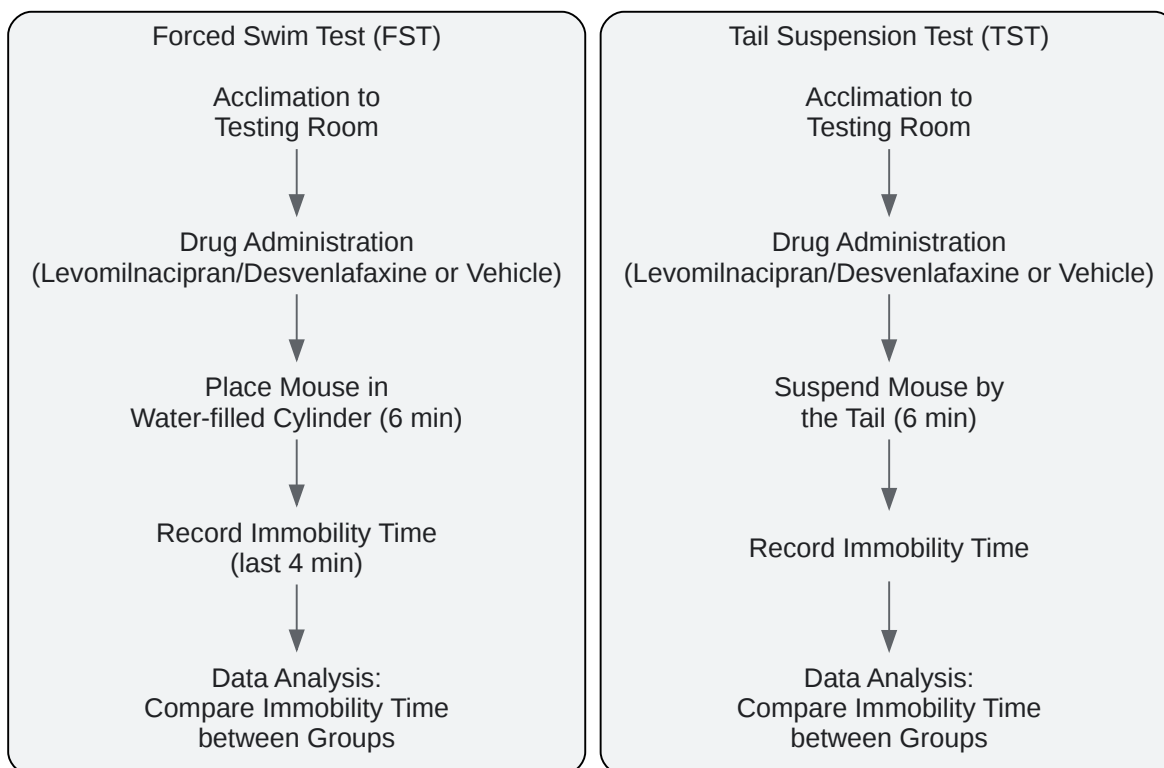 Forced Swim Test (FST)
Acclimation to
Testing Room
Drug Administration
(Levomilnacipran/Desvenlafaxine or Vehicle)
Place Mouse in
Water-filled Cylinder (6 min)
Record Immobility Time
(last 4 min)
Data Analysis:
Compare Immobility Time
between Groups
Tail Suspension Test (TST)
Acclimation to
Testing Room
Drug Administration
(Levomilnacipran/Desvenlafaxine or Vehicle)
Suspend Mouse by
the Tail (6 min)
Record Immobility Time
Data Analysis:
Compare Immobility Time
between Groups